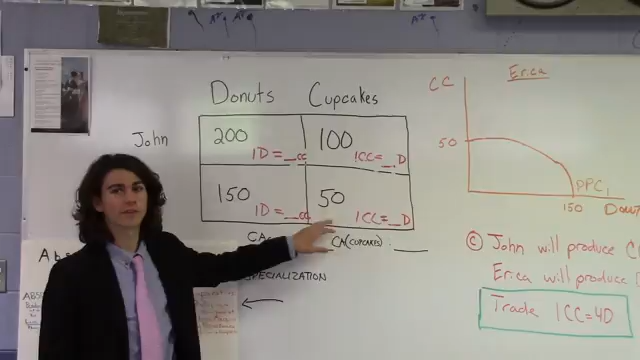 Donuts Cupcakes
John
200 100
1D=__cc 1CC=__D
150 50
1D=__cc 1CC=__D
CA
CA(CUPCAKES):____
SPECIALIZATION
Erica
CC
50
PPC1
150
© John will produce
Erica will produce
Trade 1CC=4D